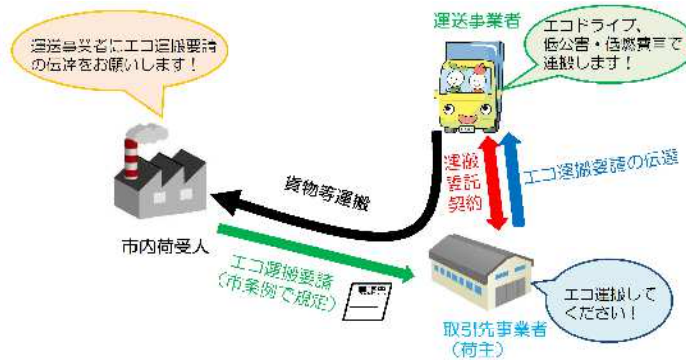 運送事業者
エコドライブ、
低公害・低燃費車で
運搬します！
運送事業者にエコ運搬要請
の伝達をお願いします！
運搬
委託
契約
エコ運搬要請の伝達
貨物等運搬
市内荷受人
エコ運搬要請
（市条例で規定）
エコ運搬して
ください！
取引先事業者
（荷主）